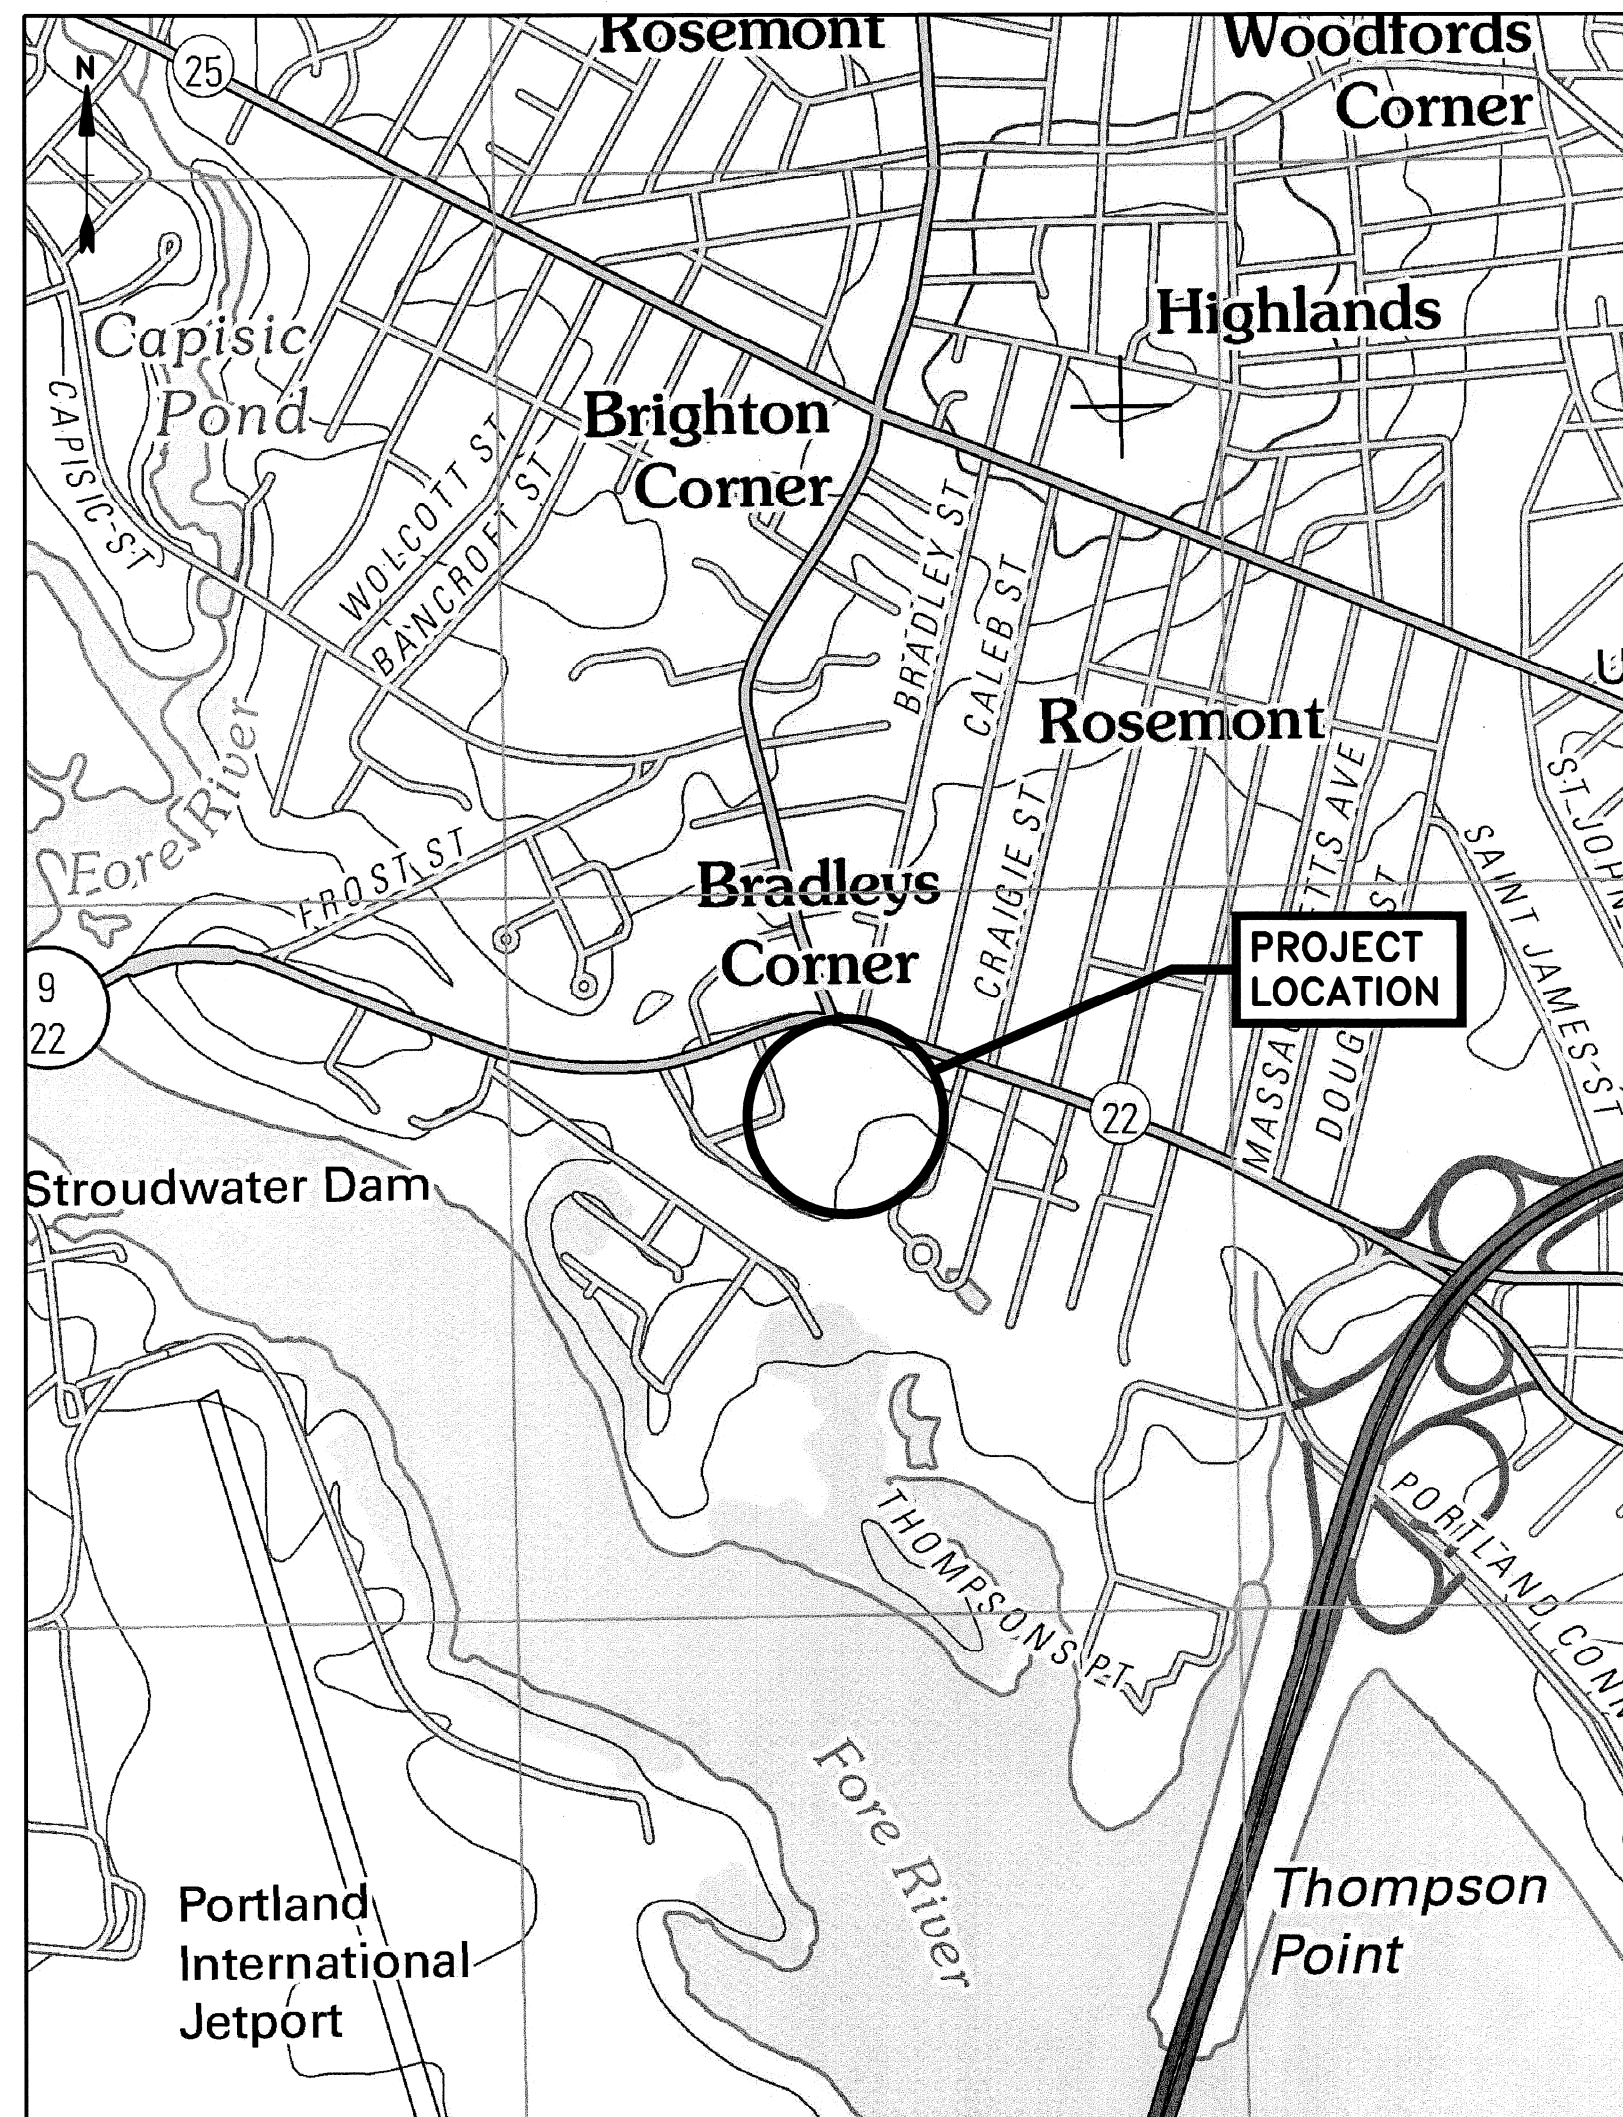 Rosemont
Woodfords
Corner
25
N
Highlands
Capisic
Pond
CAPISIC ST
Brighton
Corner
WOLCOTT ST
BANCROFT ST
BRADLEY ST
CALEB ST
Rosemont
Fore River
FROST ST
Bradleys
Corner
CRAIGIE ST
SAINT JAMES ST
PROJECT
LOCATION
9
22
22
Stroudwater Dam
THOMPSONS PT
PORTLAND CONN
Fore River
Thompson
Point
Portland
International
Jetport